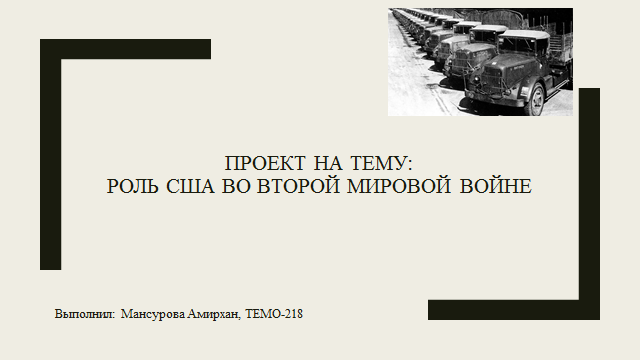 ПРОЕКТ НА ТЕМУ:
РОЛЬ США ВО ВТОРОЙ МИРОВОЙ ВОЙНЕ
Выполнил: Мансурова Амирхан, ТЕМО-218